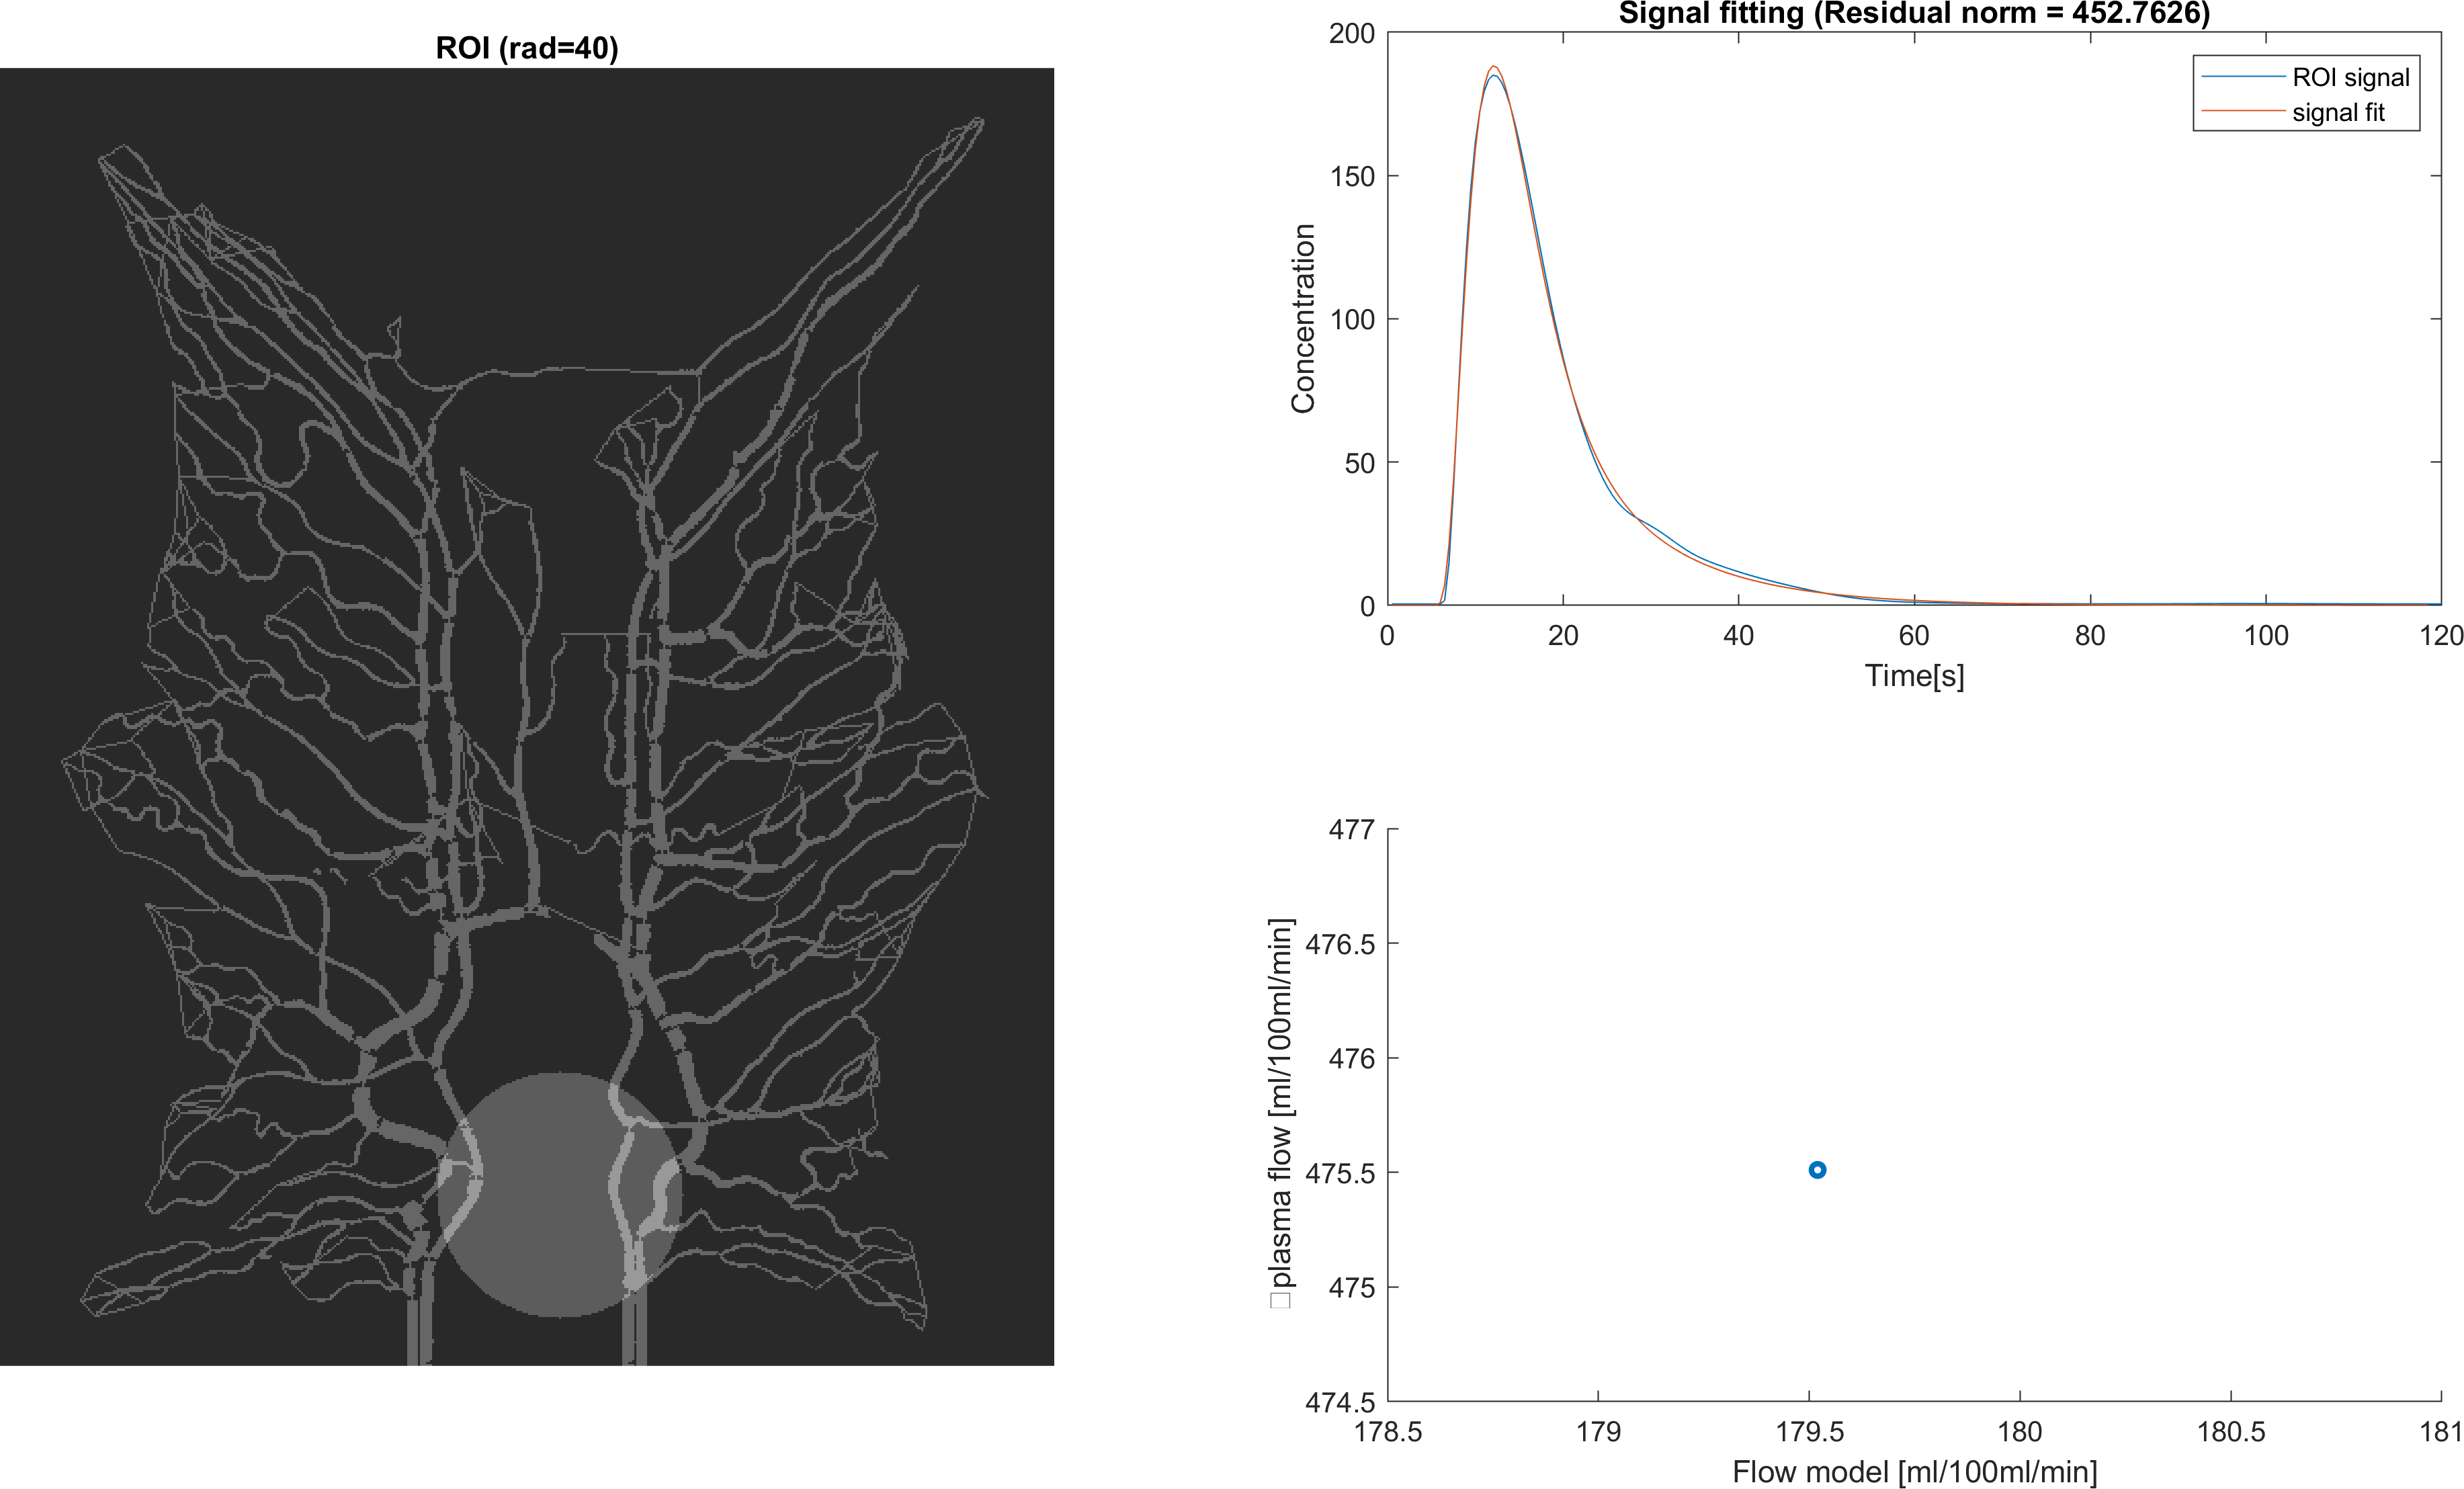 ROI (rad=40)
Signal fitting (Residual norm = 452.7626)
200
150
100
50
0
Concentration
ROI signal
signal fit
0 20 40 60 80 100 120
Time[s]
477
476.5
476
475.5
475
474.5
□plasma flow [ml/100ml/min]
178.5 179 179.5 180 180.5 181
Flow model [ml/100ml/min]